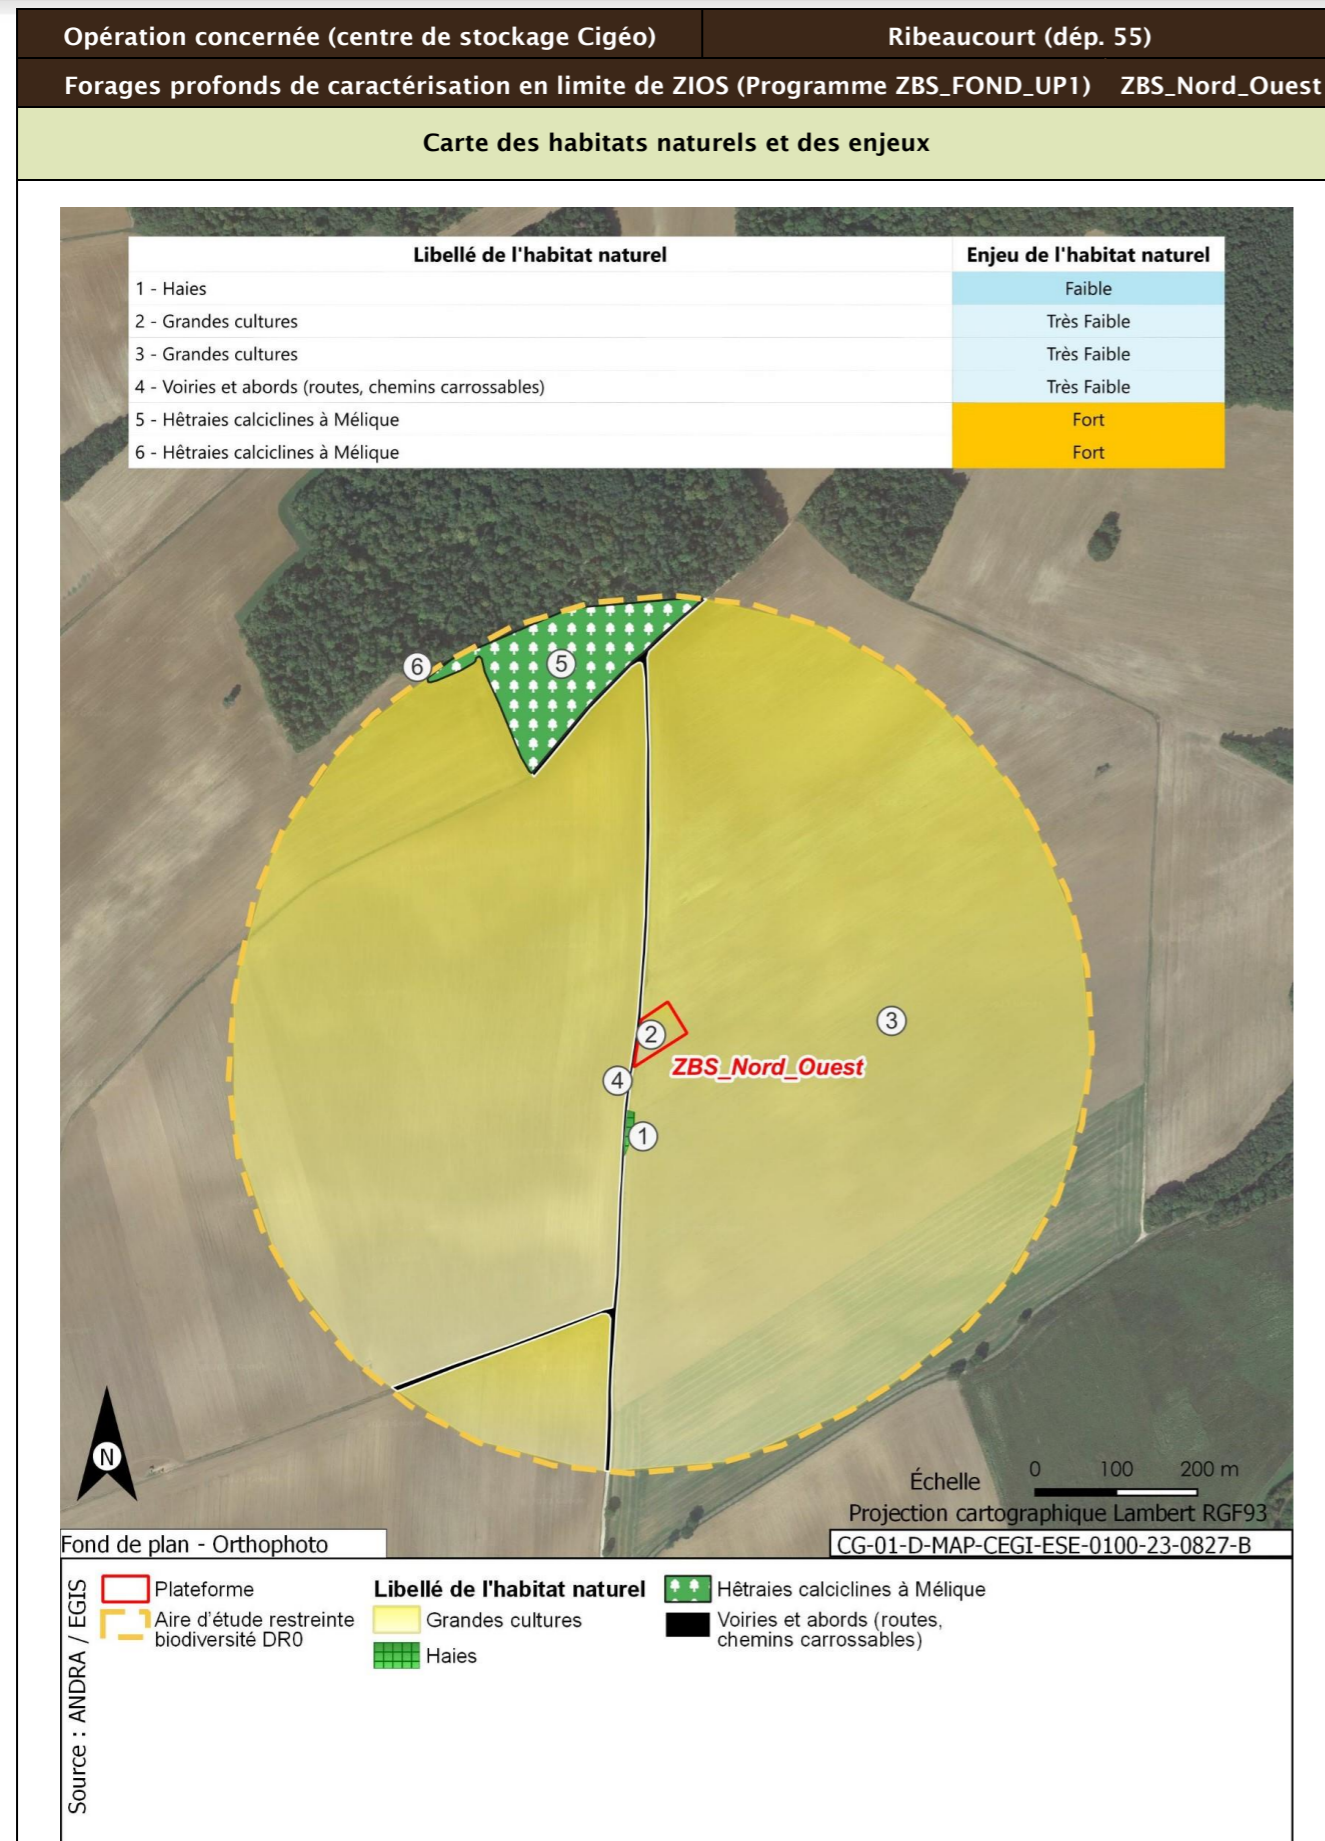 Opération concernée (centre de stockage Cigéo) Ribeaucourt (dép. 55)
Forages profonds de caractérisation en limite de ZIOS (Programme ZBS_FOND_UP1) ZBS_Nord_Ouest
Carte des habitats naturels et des enjeux
Libellé de l'habitat naturel Enjeu de l'habitat naturel
1 - Haies Faible
2 - Grandes cultures Très Faible
3 - Grandes cultures Très Faible
4 - Voiries et abords (routes, chemins carrossables) Très Faible
5 - Hêtraies calciclines à Mélique Fort
6 - Hêtraies calciclines à Mélique Fort
6
5
3
2
ZBS_Nord_Ouest
4
1
N
Échelle 0 100 200 m
Projection cartographique Lambert RGF93
Fond de plan - Orthophoto
CG-01-D-MAP-CEGI-ESE-0100-23-0827-B
Source : ANDRA / EGIS
Plateforme
Aire d'étude restreinte
biodiversité DR0
Libellé de l'habitat naturel
Grandes cultures
Haies
Hêtraies calciclines à Mélique
Voiries et abords (routes,
chemins carrossables)